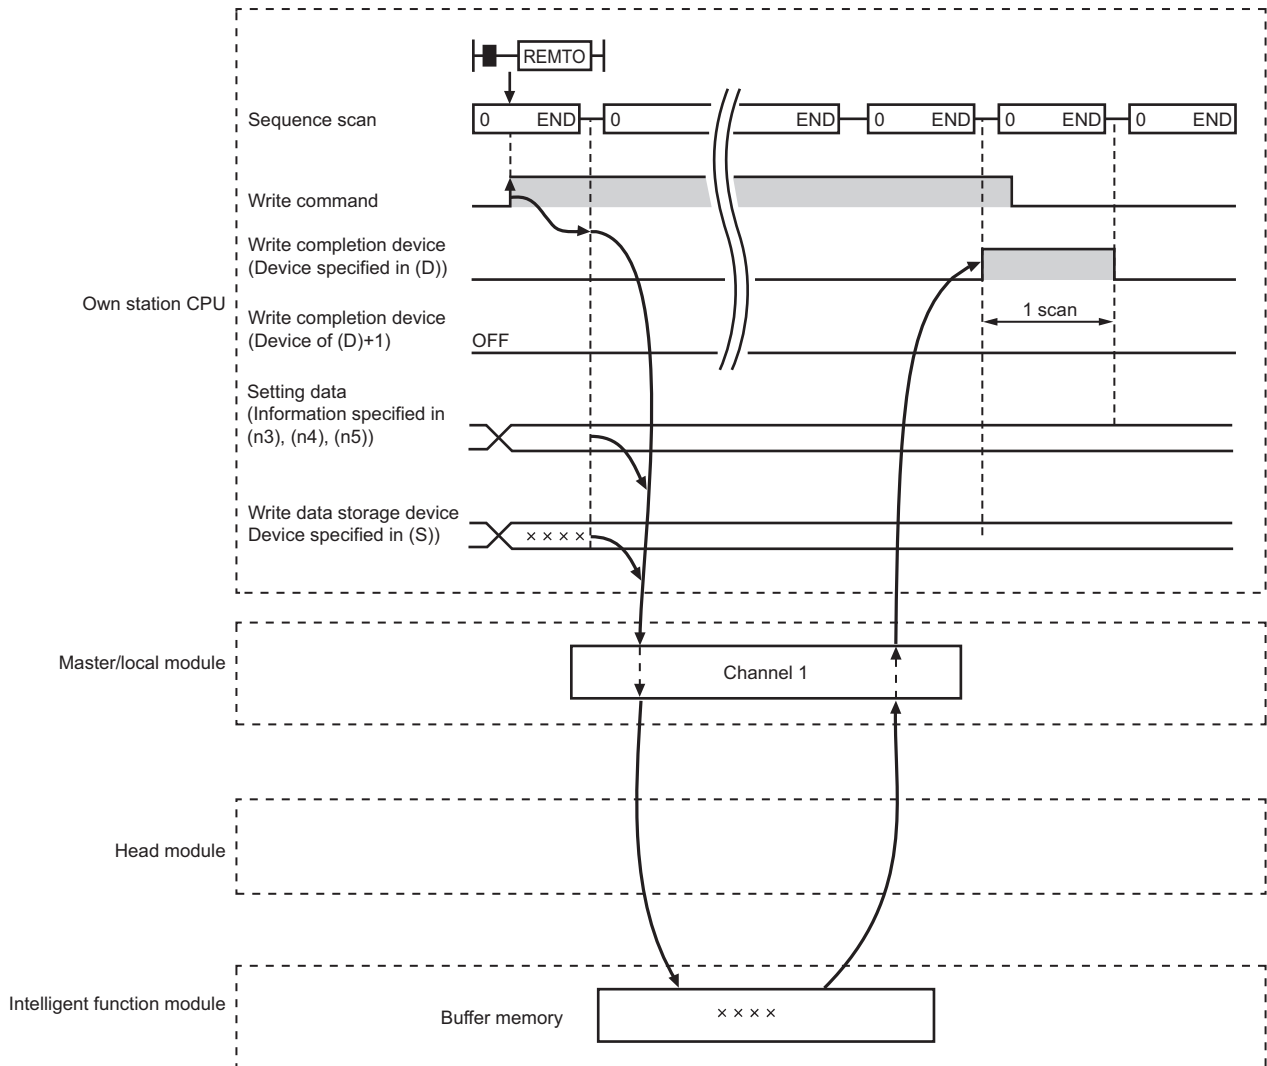 REMTO
Sequence scan
0 END 0 END 0 END 0 END 0 END
Write command
Write completion device
(Device specified in (D))
Own station CPU
1 scan
Write completion device
(Device of (D)+1)
OFF
Setting data
(Information specified in
(n3), (n4), (n5))
Write data storage device
Device specified in (S))
××××
Master/local module
Channel 1
Head module
Intelligent function module
Buffer memory
××××